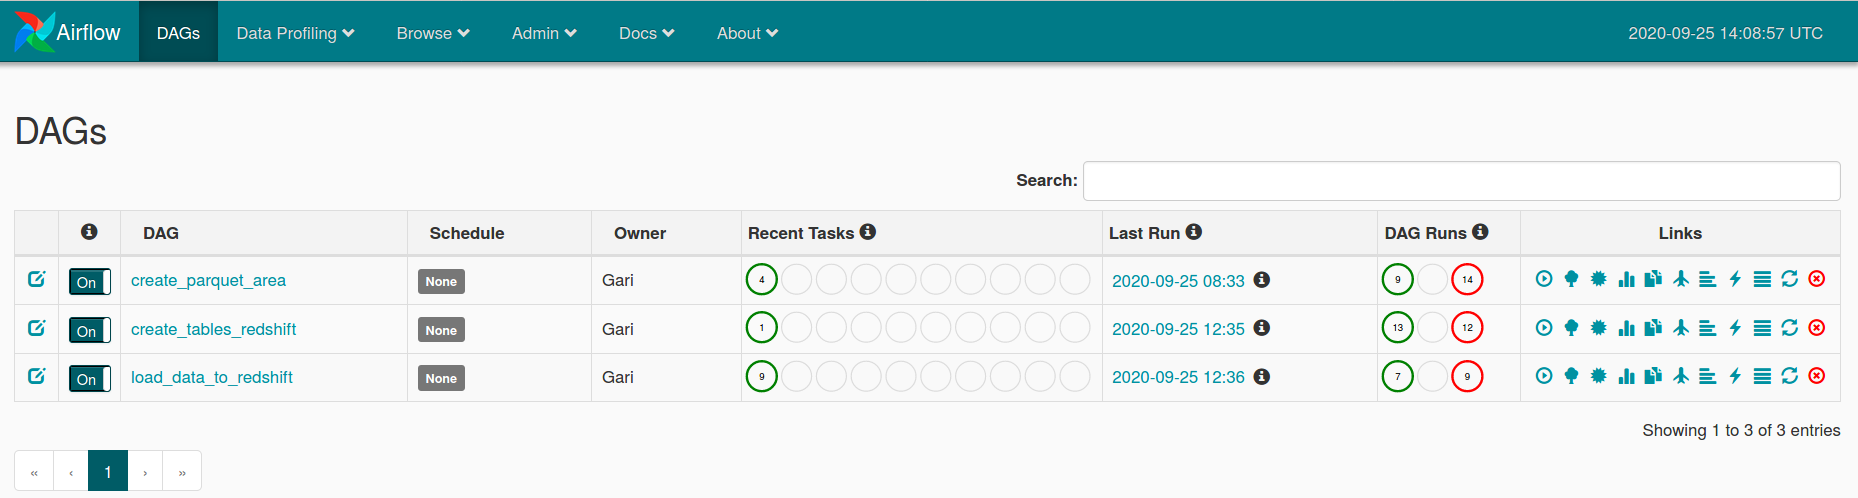 Airflow DAGs Data Profiling Browse Admin Docs About 2020-09-25 14:08:57 UTC
DAGs
Search:
DAG Schedule Owner Recent Tasks Last Run DAG Runs Links
On create_parquet_area None Gari 4 2020-09-25 08:33 9 14
On create_tables_redshift None Gari 1 2020-09-25 12:35 13 12
On load_data_to_redshift None Gari 9 2020-09-25 12:36 7 9
Showing 1 to 3 of 3 entries
« ‹ 1 › »